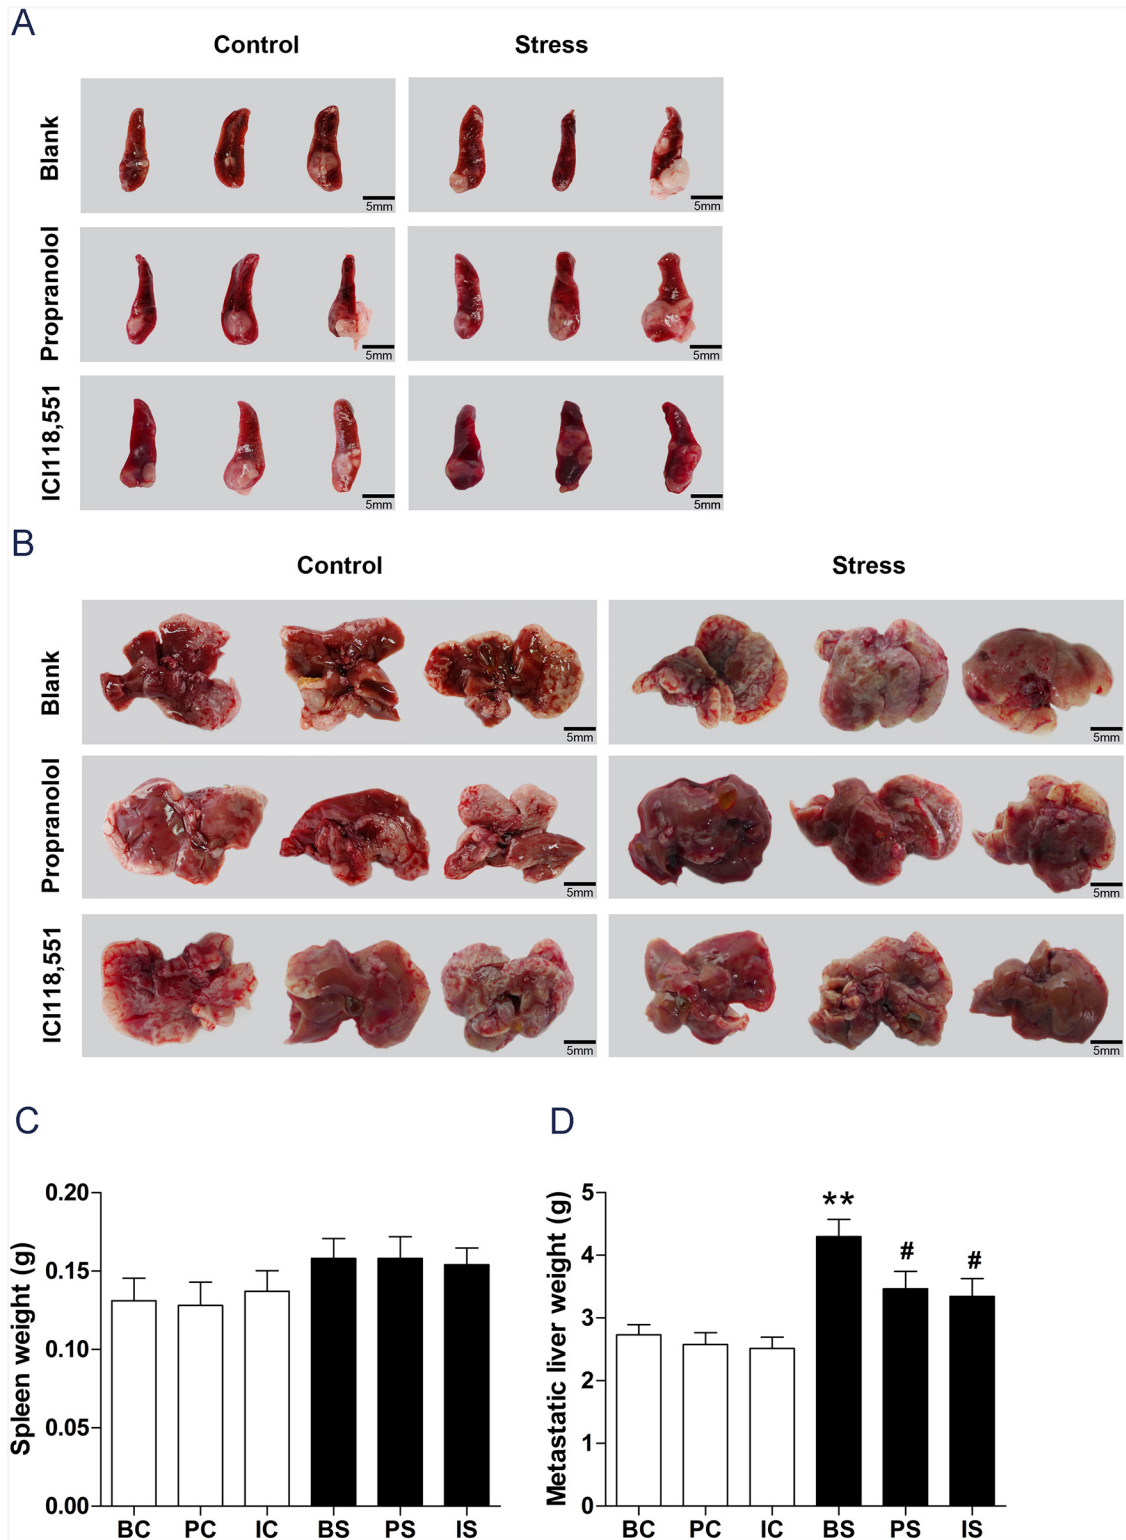 A
Control Stress
Blank
5mm 5mm
Propranolol
5mm 5mm
ICI118,551
5mm 5mm
B
Control Stress
Blank
5mm 5mm
Propranolol
5mm 5mm
ICI118,551
5mm 5mm
C
Spleen weight (g)
0.20
0.15
0.10
0.05
0.00
BC PC IC BS PS IS
D
Metastatic liver weight (g)
5
4
3
2
1
0
**
#
#
BC PC IC BS PS IS